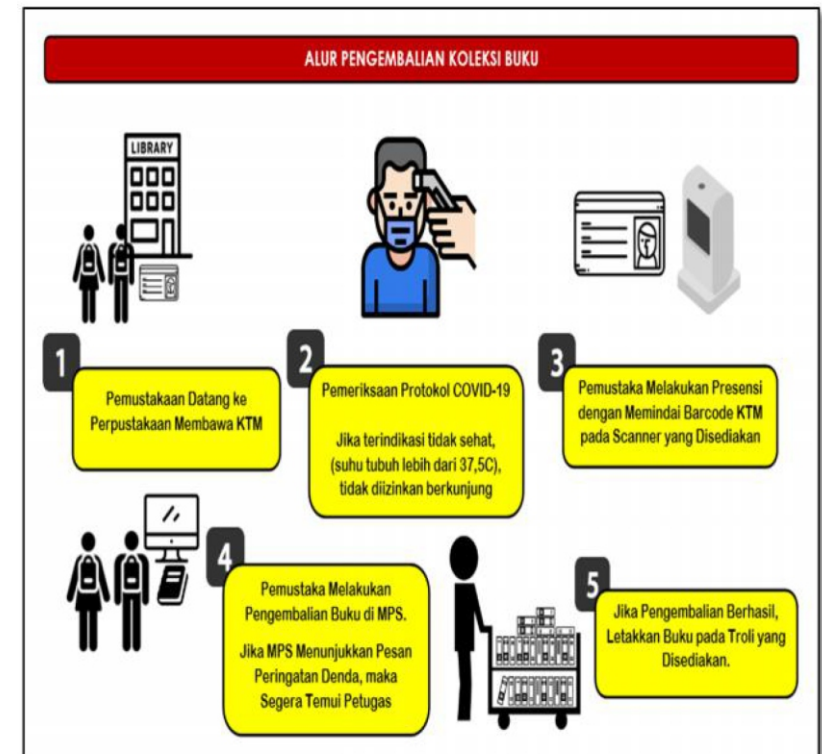 ALUR PENGEMBALIAN KOLEKSI BUKU
LIBRARY
1
Pemustakaan Datang ke
Perpustakaan Membawa KTM
2
Pemeriksaan Protokol COVID-19
Jika terindikasi tidak sehat,
(suhu tubuh lebih dari 37,5C),
tidak diizinkan berkunjung
3
Pemustaka Melakukan Presensi
dengan Memindai Barcode KTM
pada Scanner yang Disediakan
4
Pemustaka Melakukan
Pengembalian Buku di MPS.
Jika MPS Menunjukkan Pesan
Peringatan Denda, maka
Segera Temui Petugas
5
Jika Pengembalian Berhasil,
Letakkan Buku pada Troli yang
Disediakan.